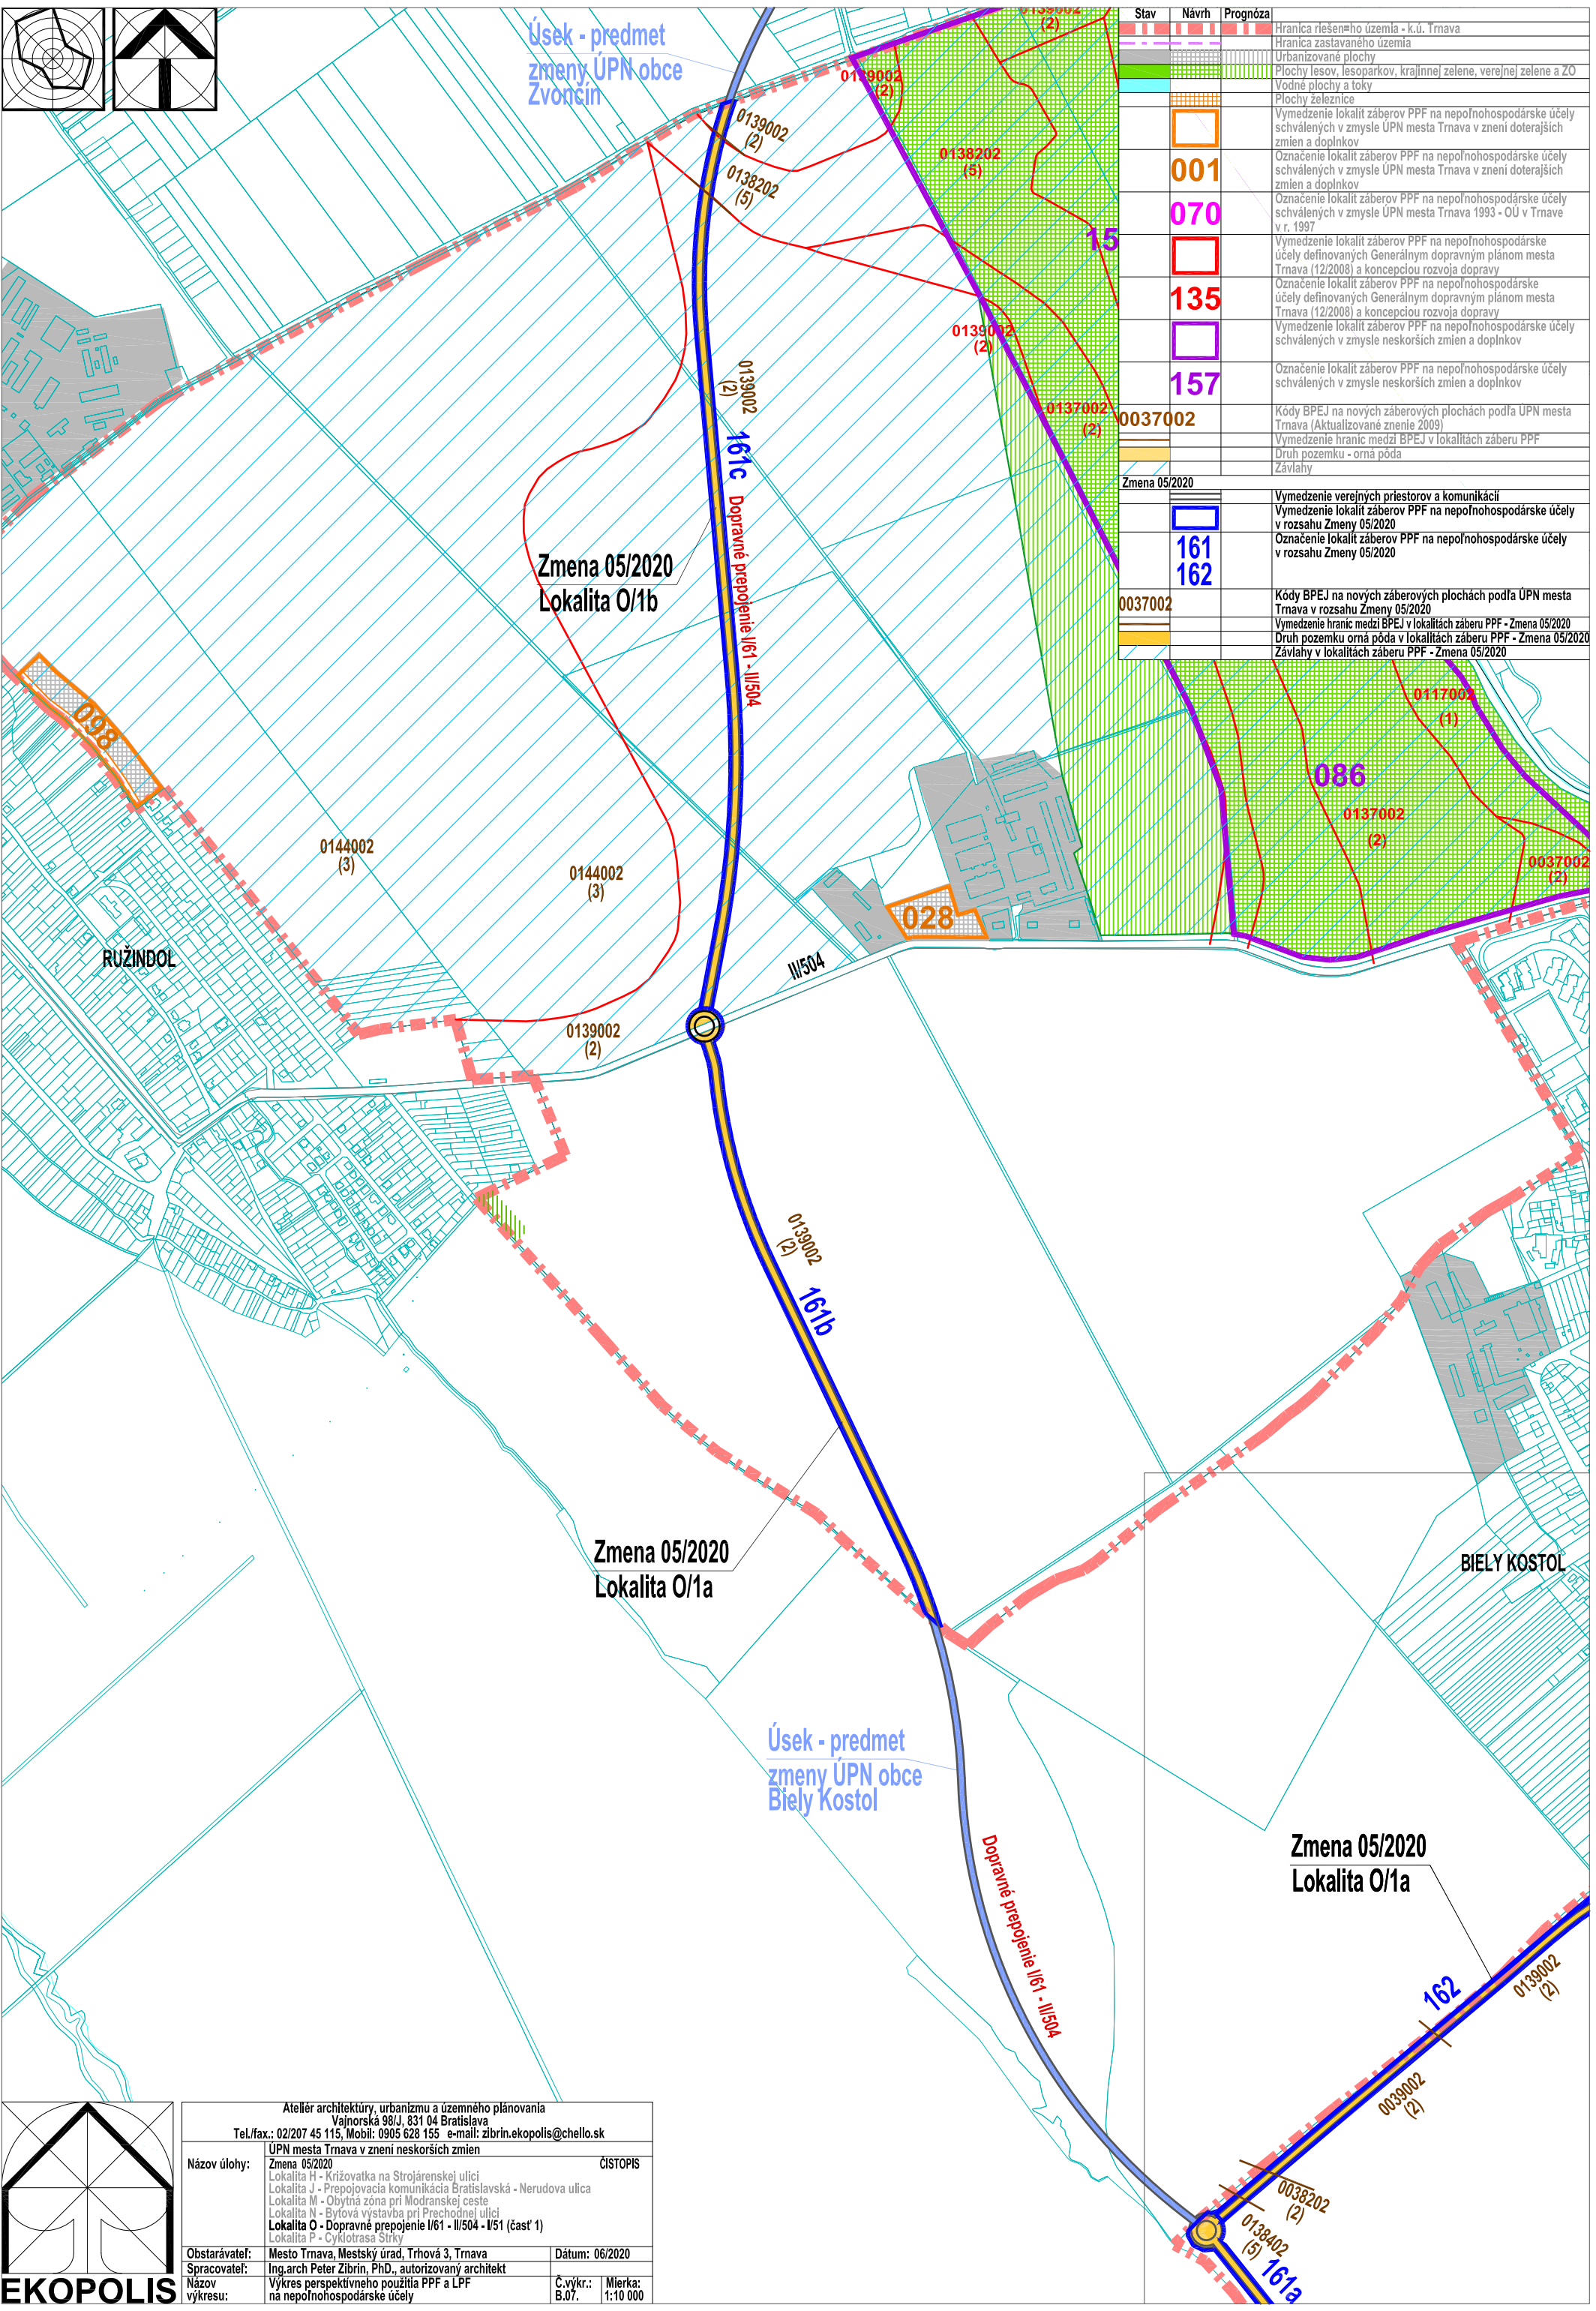 Úsek - predmet
zmeny ÚPN obce
Zvončín
0139002
(2)
0139002
(2)
0139002
(2)
0138202
(5)
0138202
(5)
15
0139002
(2)
0137002
(2)
0139002
(2)
161c
Dopravné prepojenie I/61 - II/504
Zmena 05/2020
Lokalita O/1b
Stav Návrh Prognóza
Hranica riešen=ho územia - k.ú. Trnava
Hranica zastavaného územia
Urbanizované plochy
Plochy lesov, lesoparkov, krajinnej zelene, verejnej zelene a ZO
Vodné plochy a toky
Plochy železnice
Vymedzenie lokalít záberov PPF na nepoľnohospodárske účely
schválených v zmysle ÚPN mesta Trnava v znení doterajších
zmien a doplnkov
001
Označenie lokalít záberov PPF na nepoľnohospodárske účely
schválených v zmysle ÚPN mesta Trnava v znení doterajších
zmien a doplnkov
070
Označenie lokalít záberov PPF na nepoľnohospodárske účely
schválených v zmysle ÚPN mesta Trnava 1993 - OÚ v Trnave
v r. 1997
Vymedzenie lokalít záberov PPF na nepoľnohospodárske
účely definovaných Generálnym dopravným plánom mesta
Trnava (12/2008) a koncepciou rozvoja dopravy
135
Označenie lokalít záberov PPF na nepoľnohospodárske
účely definovaných Generálnym dopravným plánom mesta
Trnava (12/2008) a koncepciou rozvoja dopravy
Vymedzenie lokalít záberov PPF na nepoľnohospodárske účely
schválených v zmysle neskorších zmien a doplnkov
157
Označenie lokalít záberov PPF na nepoľnohospodárske účely
schválených v zmysle neskorších zmien a doplnkov
0037002
Kódy BPEJ na nových záberových plochách podľa ÚPN mesta
Trnava (Aktualizované znenie 2009)
Vymedzenie hraníc medzi BPEJ v lokalitách záberu PPF
Druh pozemku - orná pôda
Závlahy
Zmena 05/2020
Vymedzenie verejných priestorov a komunikácií
Vymedzenie lokalít záberov PPF na nepoľnohospodárske účely
v rozsahu Zmeny 05/2020
161
162
Označenie lokalít záberov PPF na nepoľnohospodárske účely
v rozsahu Zmeny 05/2020
0037002
Kódy BPEJ na nových záberových plochách podľa ÚPN mesta
Trnava v rozsahu Zmeny 05/2020
Vymedzenie hraníc medzi BPEJ v lokalitách záberu PPF - Zmena 05/2020
Druh pozemku orná pôda v lokalitách záberu PPF - Zmena 05/2020
Závlahy v lokalitách záberu PPF - Zmena 05/2020
0117002
(1)
086
0137002
(2)
0037002
(2)
098
0144002
(3)
0144002
(3)
028
RUŽINDOL
II/504
0139002
(2)
0139002
(2)
161b
Zmena 05/2020
Lokalita O/1a
BIELY KOSTOL
Úsek - predmet
zmeny ÚPN obce
Biely Kostol
Dopravné prepojenie I/61 - II/504
Zmena 05/2020
Lokalita O/1a
162
0139002
(2)
0039002
(2)
0038202
(2)
0138402
(5)
161a
EKOPOLIS
Ateliér architektúry, urbanizmu a územného plánovania
Vajnorská 98/J, 831 04 Bratislava
Tel./fax.: 02/207 45 115, Mobil: 0905 628 155 e-mail: zibrin.ekopolis@chello.sk
Názov úlohy:
ÚPN mesta Trnava v znení neskorších zmien
Zmena 05/2020 ČISTOPIS
Lokalita H - Križovatka na Strojárenskej ulici
Lokalita J - Prepojovacia komunikácia Bratislavská - Nerudova ulica
Lokalita M - Obytná zóna pri Modranskej ceste
Lokalita N - Bytová výstavba pri Prechodnej ulici
Lokalita O - Dopravné prepojenie I/61 - II/504 - I/51 (časť 1)
Lokalita P - Cyklotrasa Štrky
Obstarávateľ: Mesto Trnava, Mestský úrad, Trhová 3, Trnava Dátum: 06/2020
Spracovateľ: Ing.arch Peter Zibrin, PhD., autorizovaný architekt
Názov výkresu: Výkres perspektívneho použitia PPF a LPF
na nepoľnohospodárske účely
Č.výkr.: B.07. Mierka: 1:10 000